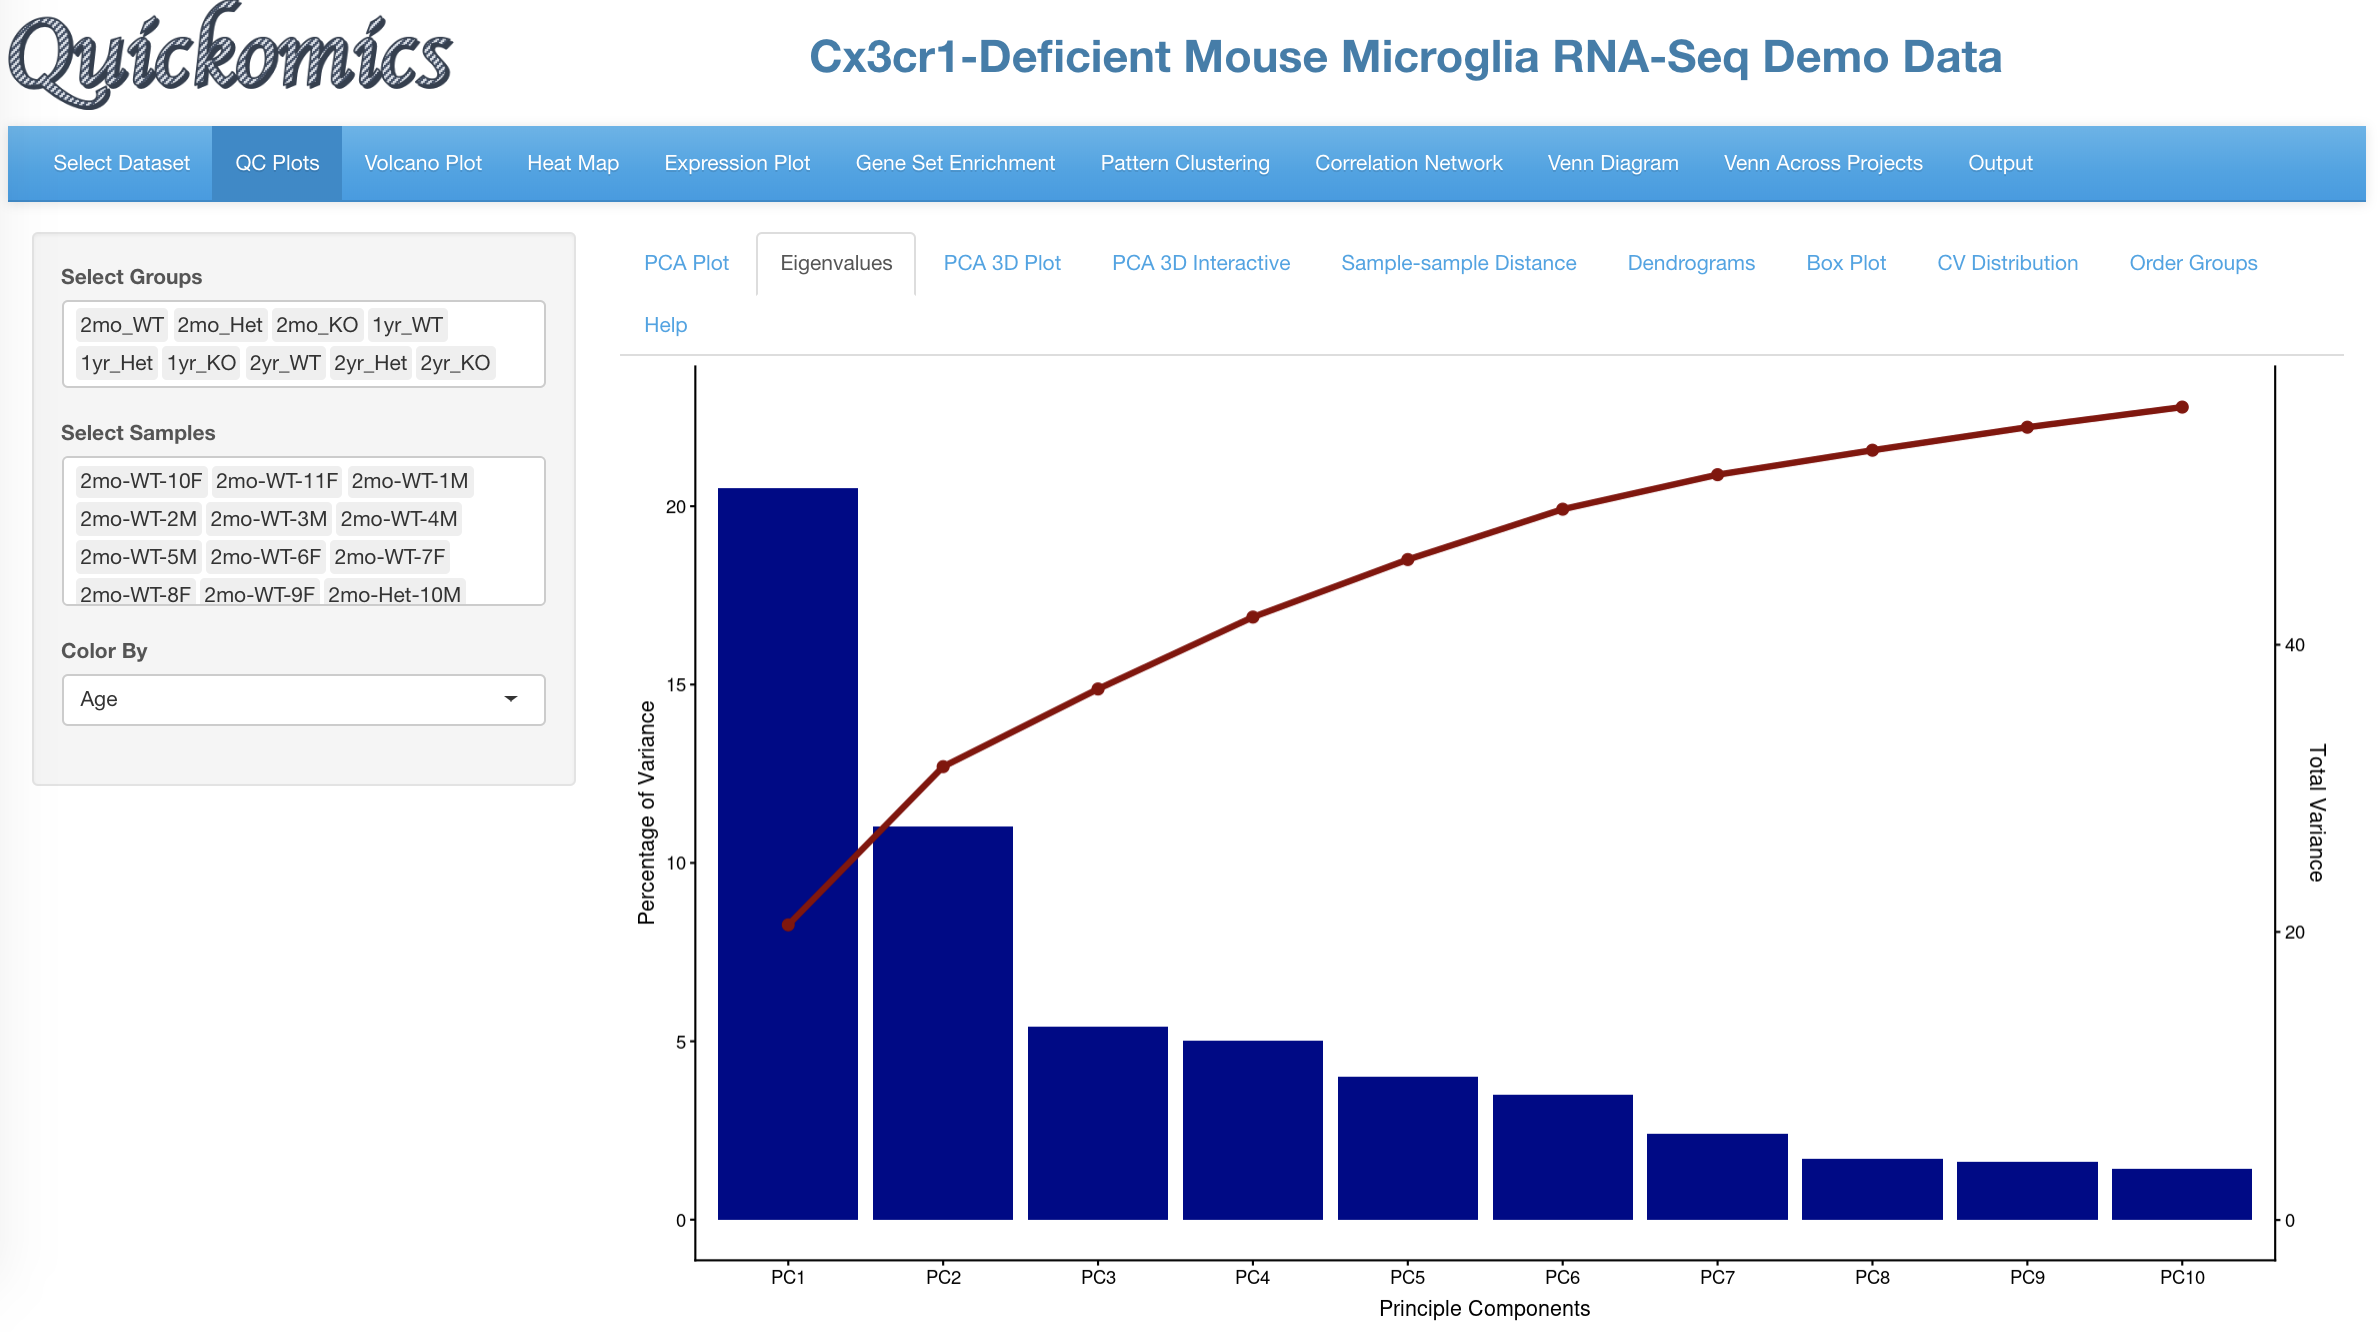 Quickomics
Cx3cr1-Deficient Mouse Microglia RNA-Seq Demo Data
Select Dataset QC Plots Volcano Plot Heat Map Expression Plot Gene Set Enrichment Pattern Clustering Correlation Network Venn Diagram Venn Across Projects Output
Select Groups
2mo_WT 2mo_Het 2mo_KO 1yr_WT
1yr_Het 1yr_KO 2yr_WT 2yr_Het 2yr_KO
Select Samples
2mo-WT-10F 2mo-WT-11F 2mo-WT-1M
2mo-WT-2M 2mo-WT-3M 2mo-WT-4M
2mo-WT-5M 2mo-WT-6F 2mo-WT-7F
2mo-WT-8F 2mo-WT-9F 2mo-Het-10M
Color By
Age
PCA Plot Eigenvalues PCA 3D Plot PCA 3D Interactive Sample-sample Distance Dendrograms Box Plot CV Distribution Order Groups
Help
Percentage of Variance
20
15
10
5
0
Total Variance
40
20
0
PC1 PC2 PC3 PC4 PC5 PC6 PC7 PC8 PC9 PC10
Principle Components